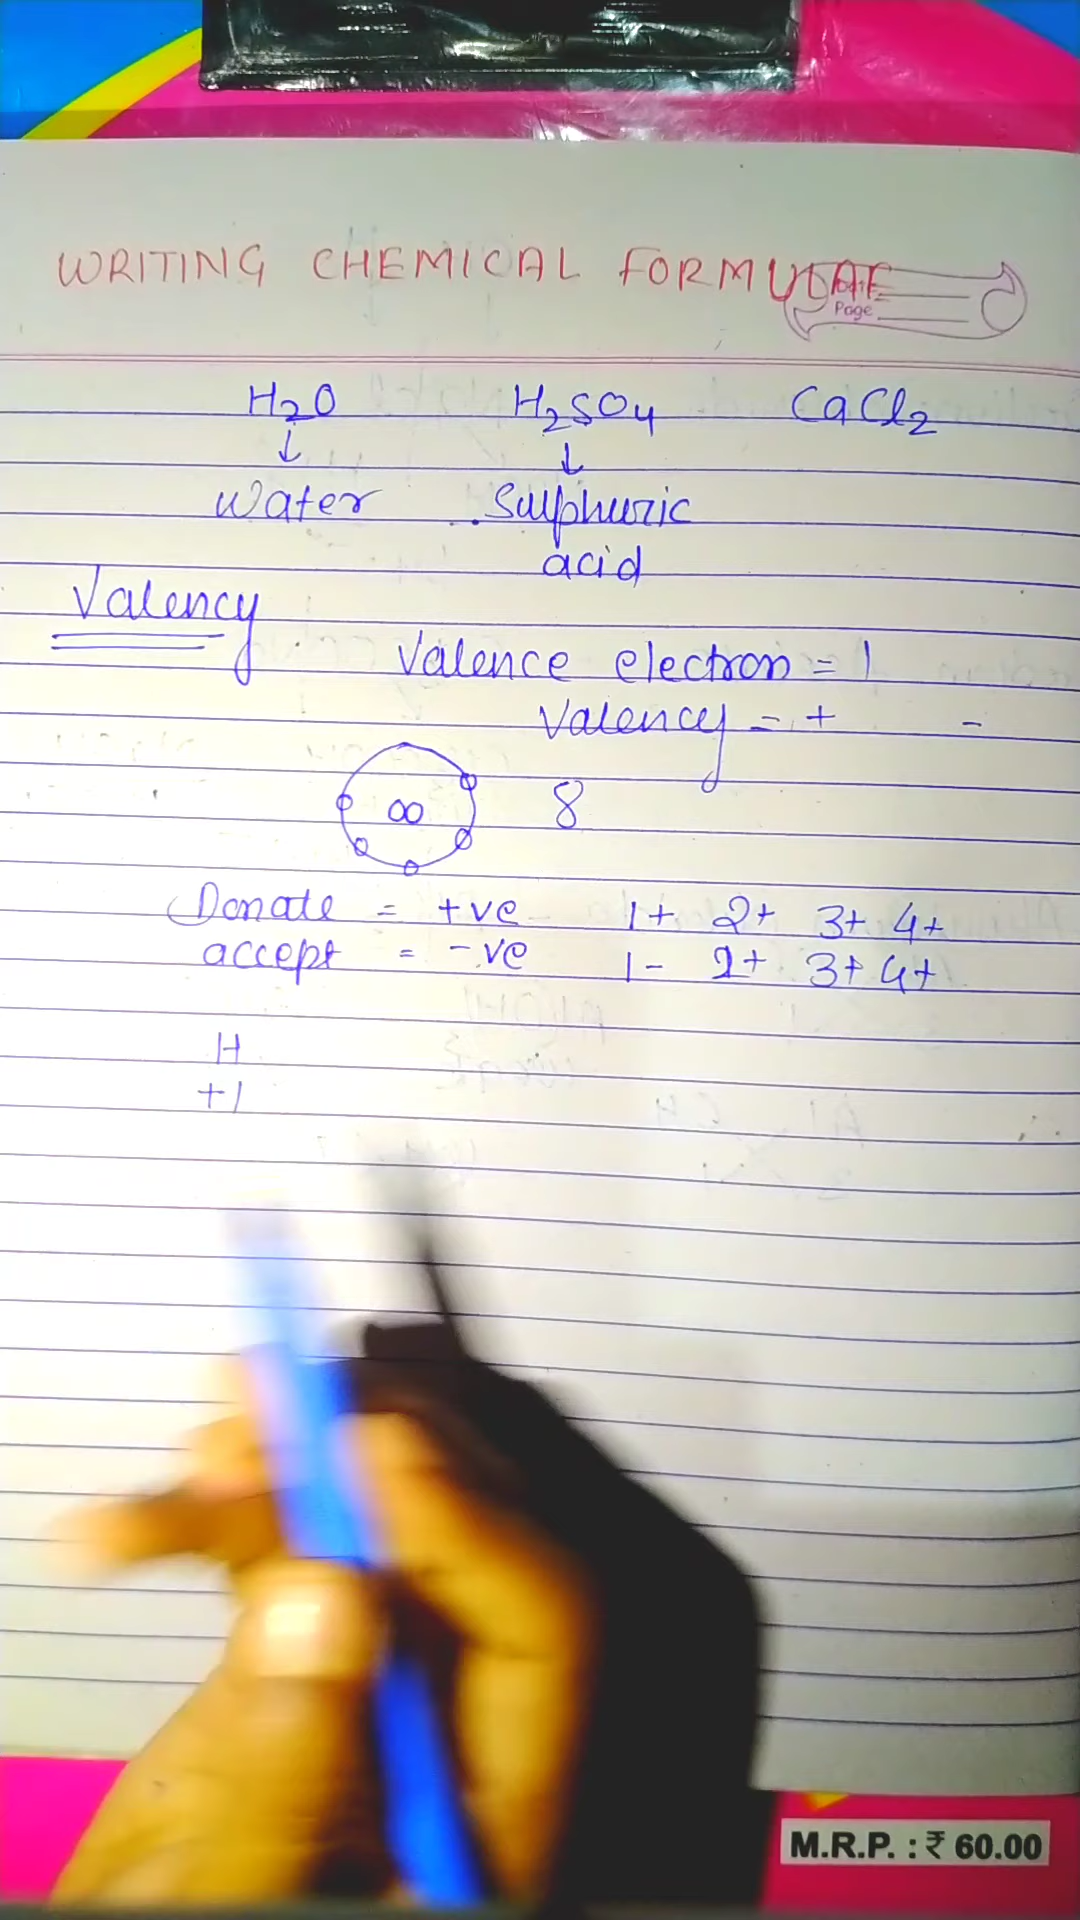 WRITING CHEMICAL FORMULAE
Page
H2O H2SO4 CaCl2
↓ ↓
Water Sulphuric
acid
Valency
Valence electron = 1
Valency = + -
8
Donate = +ve 1+ 2+ 3+ 4+
accept = -ve 1- 2+ 3+ 4+
H
+1
M.R.P. : ₹ 60.00